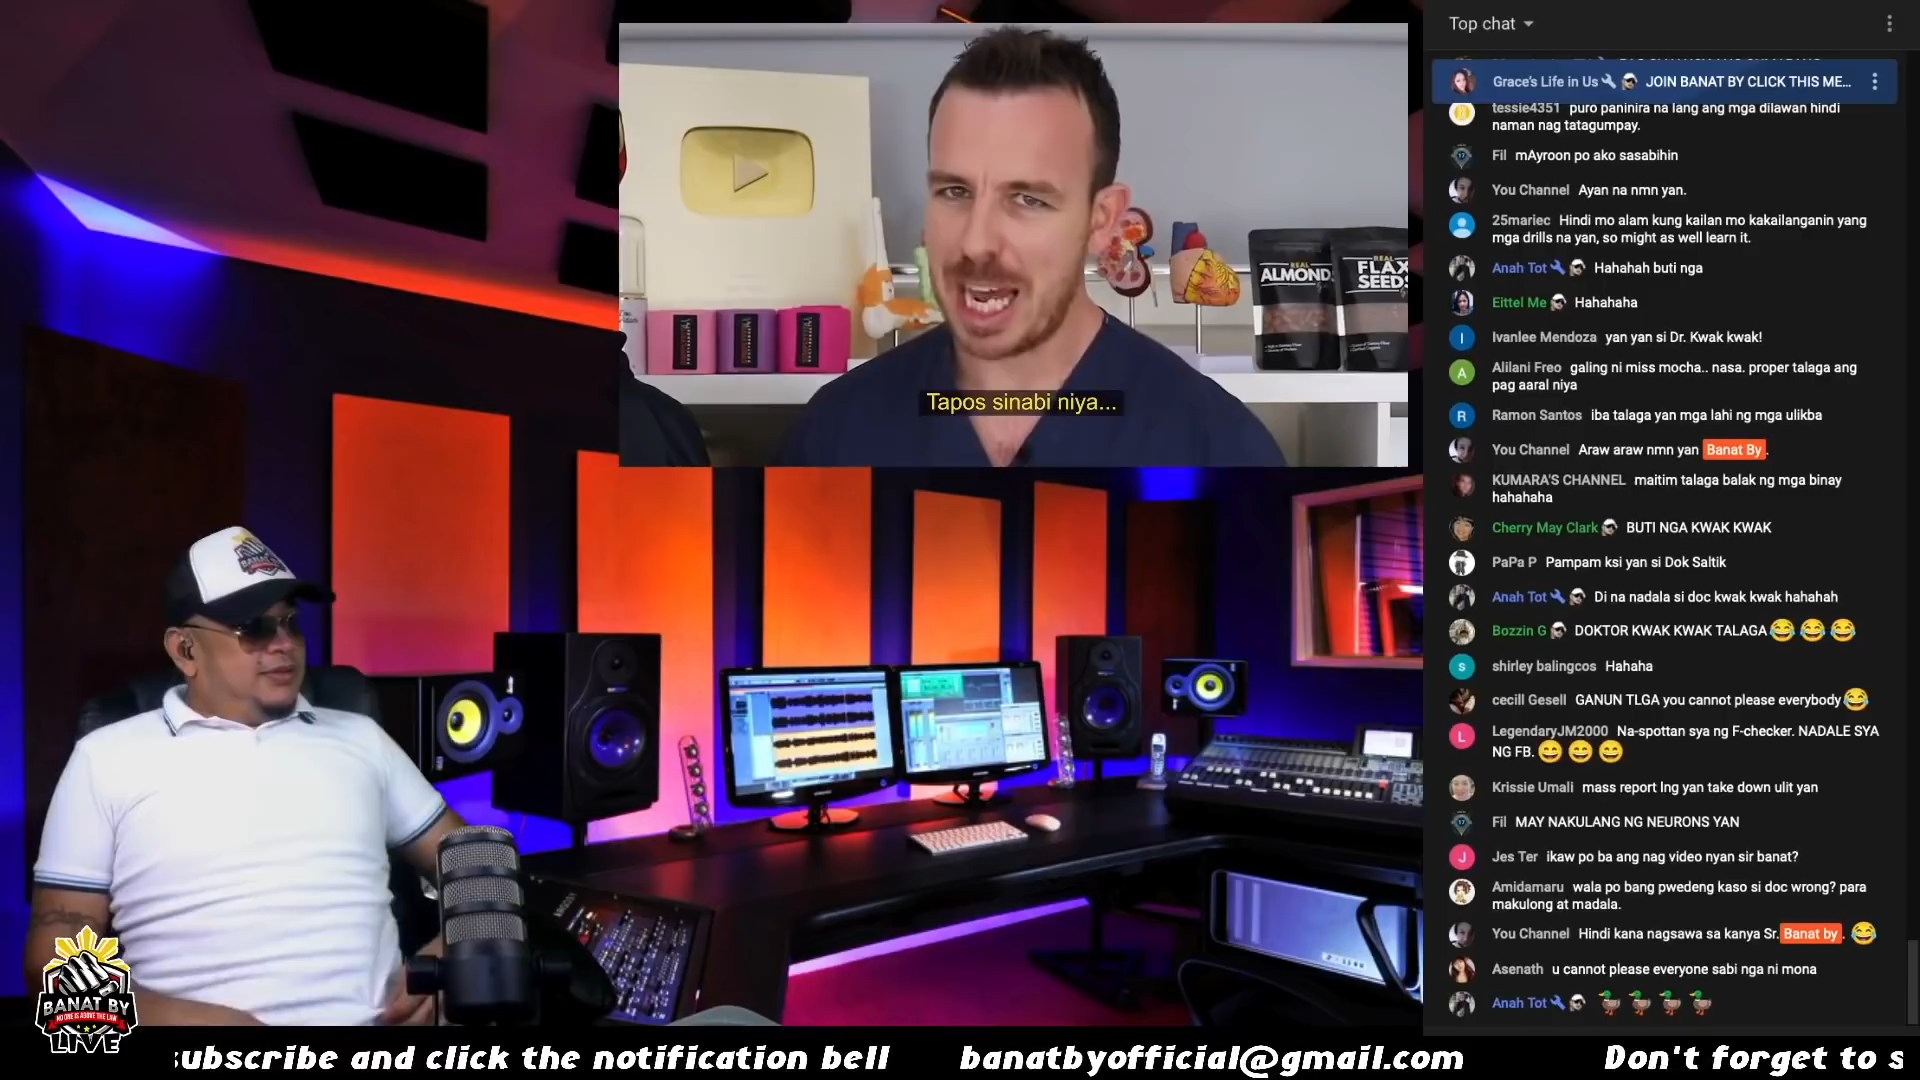 Top chat
Grace's Life in Us JOIN BANAT BY CLICK THIS ME...
tessie4351 puro paninira na lang ang mga dilawan hindi
naman nag tatagumpay.
Fil mAyroon po ako sasabihin
You Channel Ayan na nmn yan.
25mariec Hindi mo alam kung kailan mo kakailanganin yang
mga drills na yan, so might as well learn it.
Anah Tot Hahahah buti nga
Eittel Me Hahahaha
Ivanlee Mendoza yan yan si Dr. Kwak kwak!
Alilani Freo galing ni miss mocha.. nasa. proper talaga ang
pag aaral niya
Ramon Santos iba talaga yan mga lahi ng mga ulikba
You Channel Araw araw nmn yan Banat By.
KUMARA'S CHANNEL maitim talaga balak ng mga binay
hahahaha
Cherry May Clark BUTI NGA KWAK KWAK
PaPa P Pampam ksi yan si Dok Saltik
Anah Tot Di na nadala si doc kwak kwak hahahah
Bozzin G DOKTOR KWAK KWAK TALAGA😂😂😂
shirley balingcos Hahaha
cecill Gesell GANUN TLGA you cannot please everybody😂
LegendaryJM2000 Na-spottan sya ng F-checker. NADALE SYA
NG FB.😄😄😄
Krissie Umali mass report lng yan take down ulit yan
Fil MAY NAKULANG NG NEURONS YAN
Jes Ter ikaw po ba ang nag video nyan sir banat?
Amidamaru wala po bang pwedeng kaso si doc wrong? para
makulong at madala.
You Channel Hindi kana nagsawa sa kanya Sr.Banat by. 😂
Asenath u cannot please everyone sabi nga ni mona
Anah Tot 🦆🦆🦆🦆
REAL
ALMOND
REAL
FLAX
SEEDS
Tapos sinabi niya...
BANAT BY
NO ONE IS ABOVE THE LAW
LIVE
ubscribe and click the notification bell
banatbyofficial@gmail.com
Don't forget to s